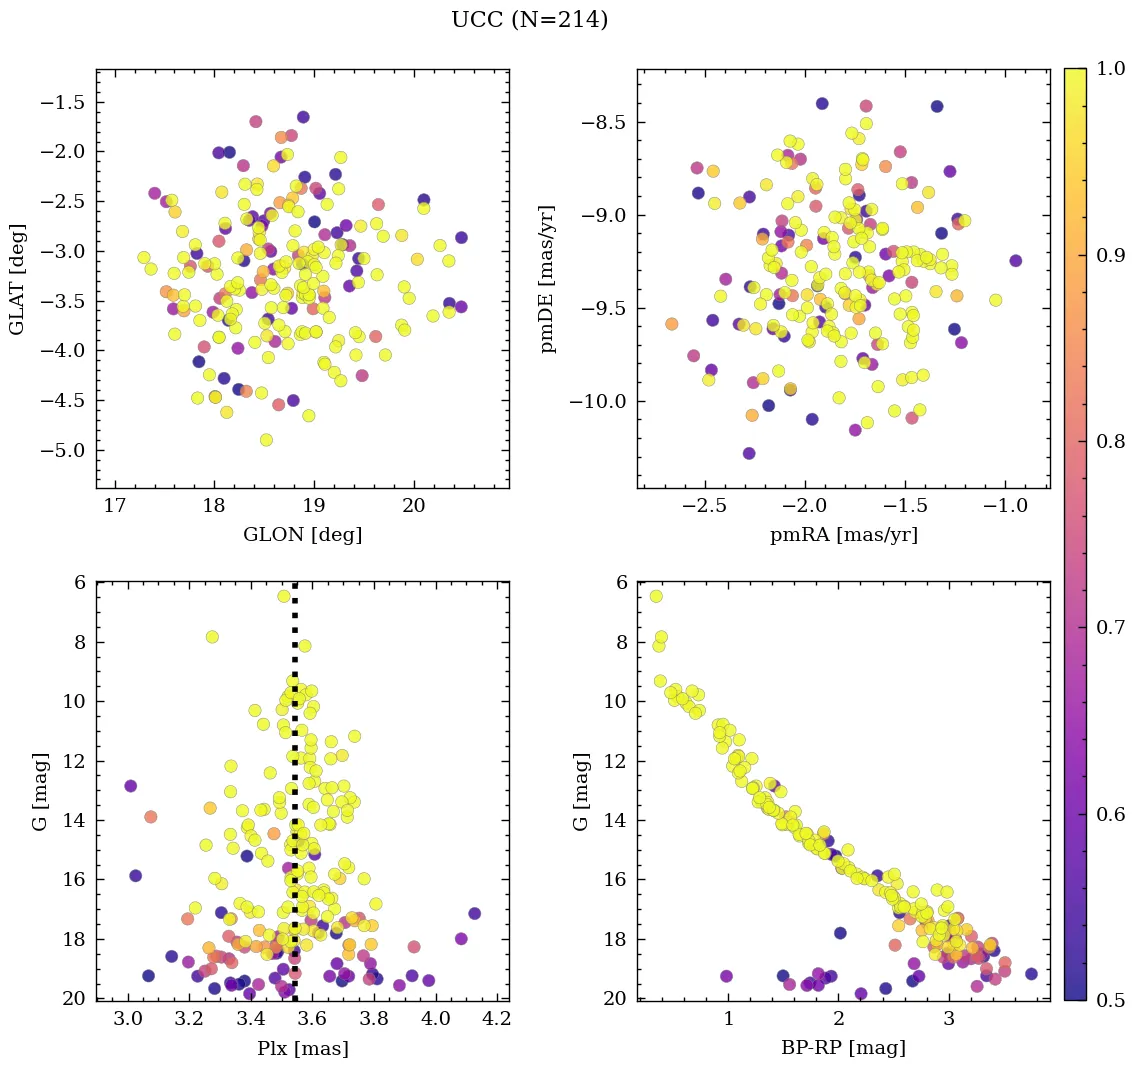 UCC (N=214)
−1.5
−2.0
−2.5
−3.0
−3.5
−4.0
−4.5
−5.0
GLAT [deg]
17 18 19 20
GLON [deg]
−8.5
−9.0
−9.5
−10.0
pmDE [mas/yr]
−2.5 −2.0 −1.5 −1.0
pmRA [mas/yr]
6
8
10
12
14
16
18
20
G [mag]
3.0 3.2 3.4 3.6 3.8 4.0 4.2
Plx [mas]
6
8
10
12
14
16
18
20
G [mag]
1 2 3
BP-RP [mag]
1.0
0.9
0.8
0.7
0.6
0.5